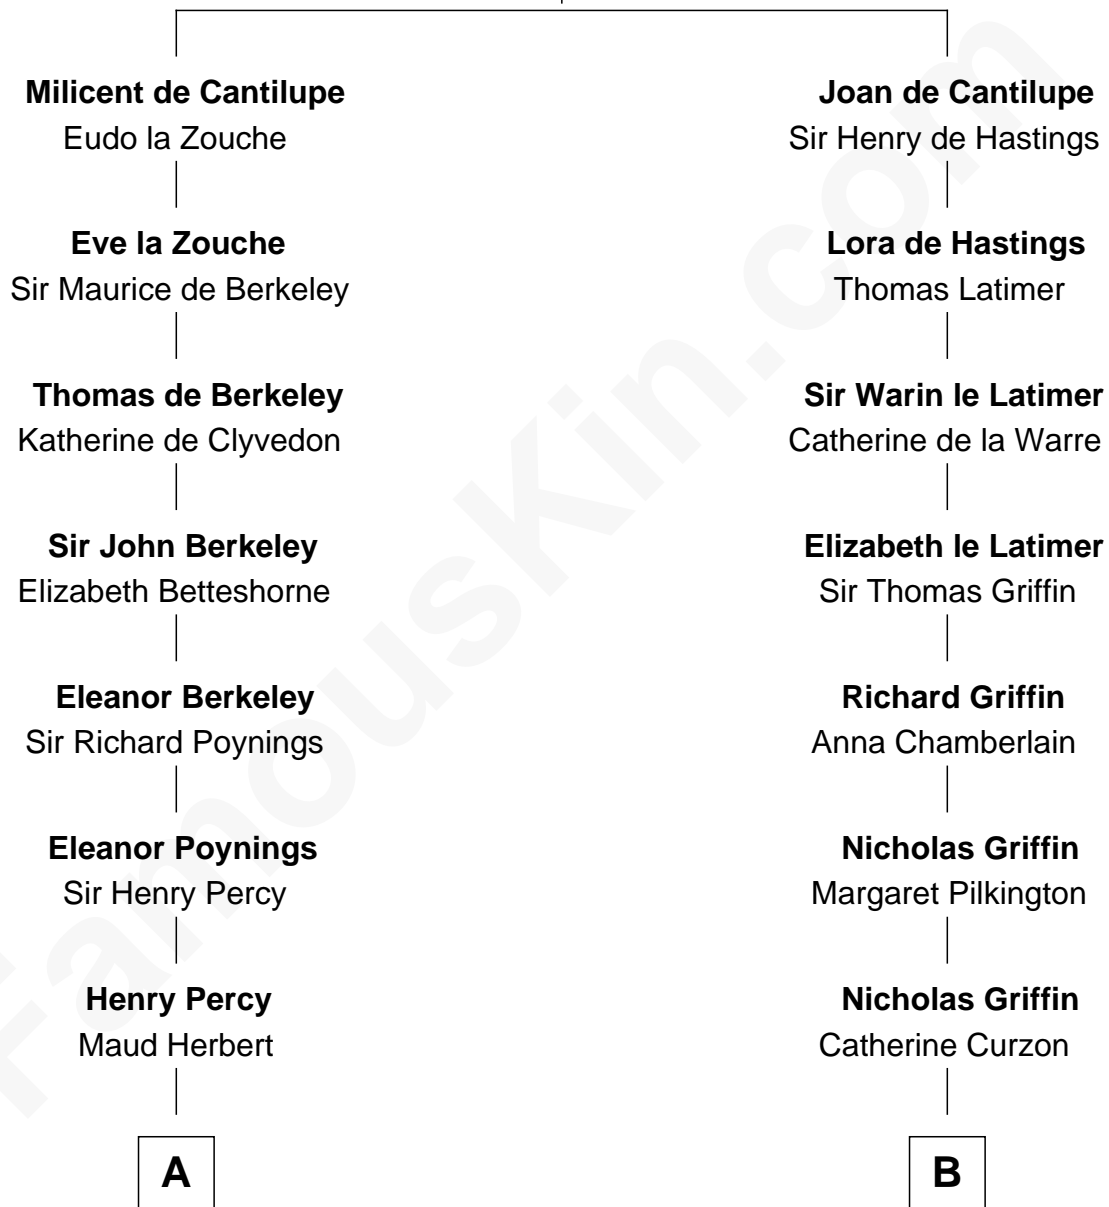 Milicent de Cantilupe
Eudo la Zouche
Eve la Zouche
Sir Maurice de Berkeley
Thomas de Berkeley
Katherine de Clyvedon
Sir John Berkeley
Elizabeth Betteshorne
Eleanor Berkeley
Sir Richard Poynings
Eleanor Poynings
Sir Henry Percy
Henry Percy
Maud Herbert
A
Joan de Cantilupe
Sir Henry de Hastings
Lora de Hastings
Thomas Latimer
Sir Warin le Latimer
Catherine de la Warre
Elizabeth le Latimer
Sir Thomas Griffin
Richard Griffin
Anna Chamberlain
Nicholas Griffin
Margaret Pilkington
Nicholas Griffin
Catherine Curzon
B
FamousKin.com